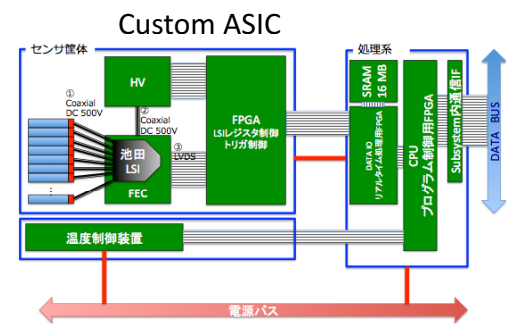 Custom ASIC
センサ筐体
処理系
①
Coaxial
DC 500V
HV
②
Coaxial
DC 500V
池田
LSI
FEC
③
LVDS
FPGA
LSIレジスタ制御
トリガ制御
SRAM
16 MB
DATA IO
リアルタイム処理用FPGA
CPU
プログラム制御用FPGA
Subsystem内通信IF
DATA BUS
⋮
温度制御装置
電源バス